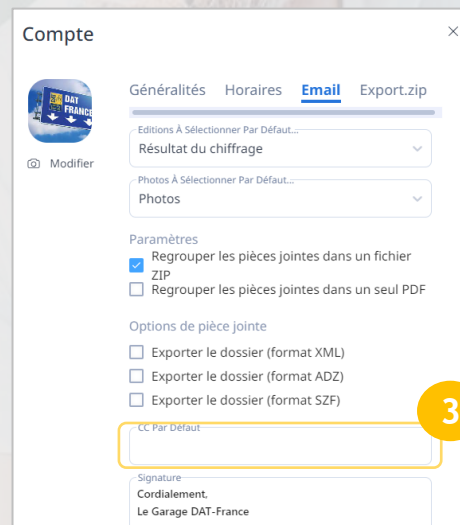 Compte
×
DAT
FRANCE
Modifier
Généralités Horaires Email Export.zip
Editions À Sélectionner Par Défaut...
Résultat du chiffrage
Photos À Sélectionner Par Défaut...
Photos
Paramètres
Regrouper les pièces jointes dans un fichier
ZIP
Regrouper les pièces jointes dans un seul PDF
Options de pièce jointe
Exporter le dossier (format XML)
Exporter le dossier (format ADZ)
Exporter le dossier (format SZF)
3
CC Par Défaut
Signature
Cordialement,
Le Garage DAT-France